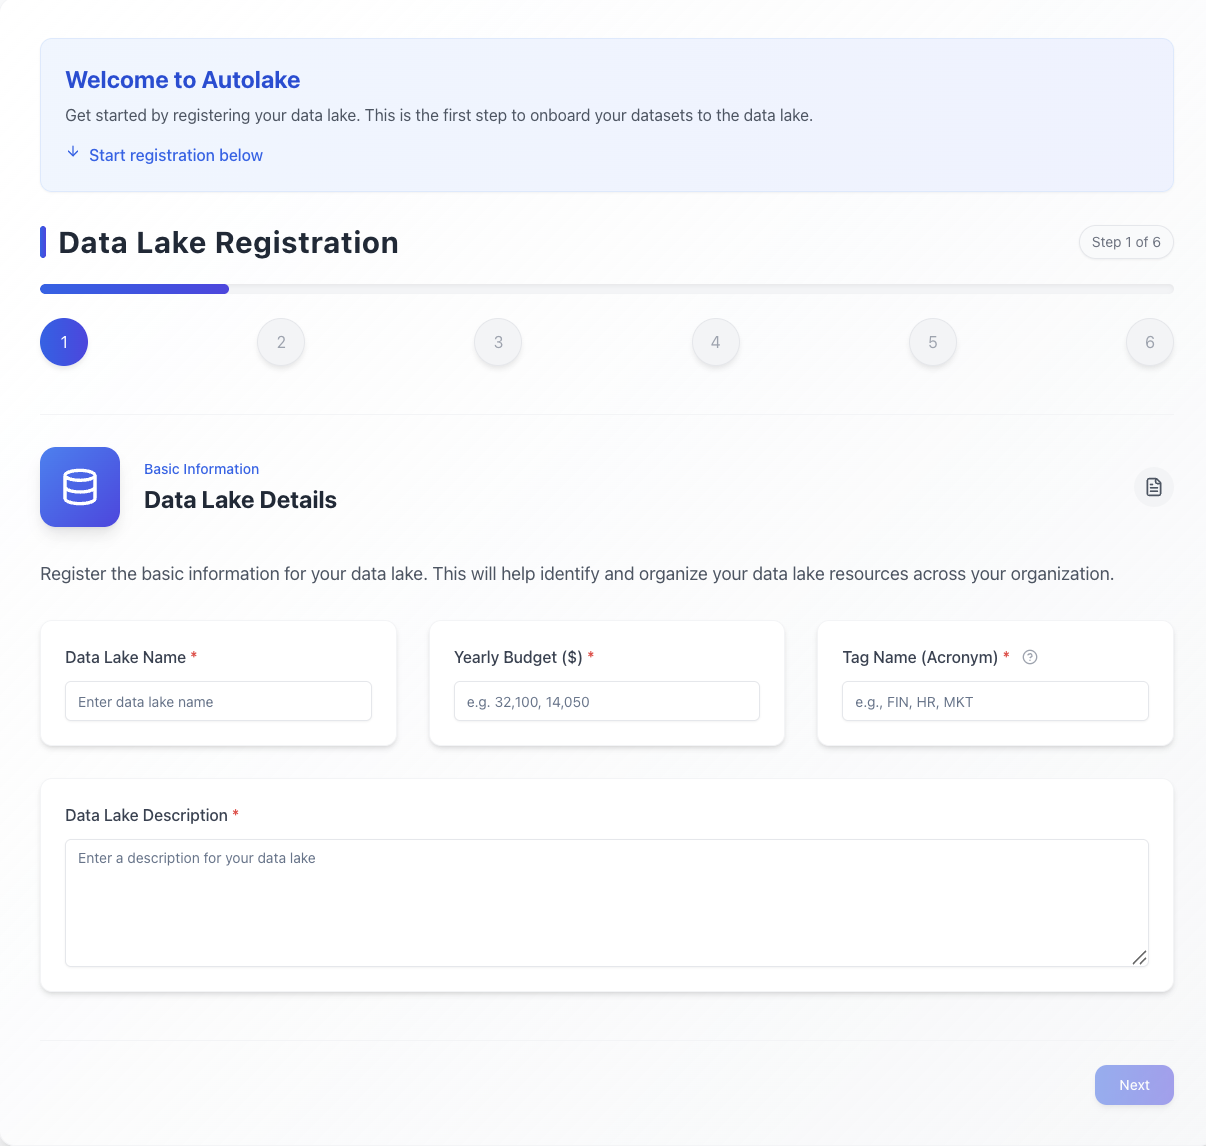 Welcome to Autolake
Get started by registering your data lake. This is the first step to onboard your datasets to the data lake.
Start registration below
Data Lake Registration
Step 1 of 6
1
2
3
4
5
6
Basic Information
Data Lake Details
Register the basic information for your data lake. This will help identify and organize your data lake resources across your organization.
Data Lake Name *
Enter data lake name
Yearly Budget ($) *
e.g. 32,100, 14,050
Tag Name (Acronym) * ?
e.g., FIN, HR, MKT
Data Lake Description *
Enter a description for your data lake
Next